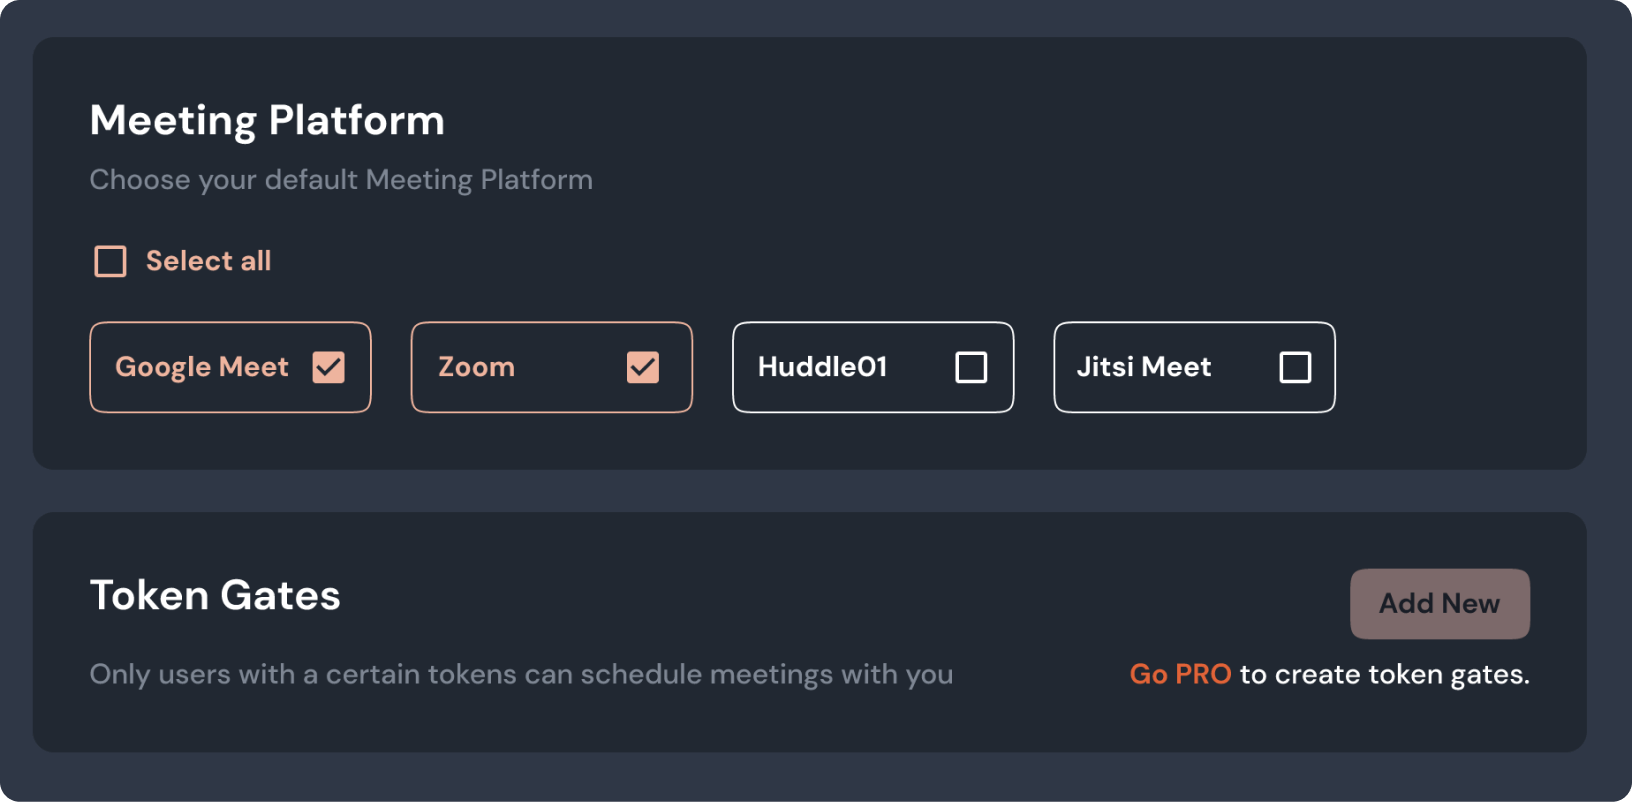 Meeting Platform
Choose your default Meeting Platform
Select all
Google Meet
Zoom
Huddle01
Jitsi Meet
Token Gates
Add New
Only users with a certain tokens can schedule meetings with you
Go PRO to create token gates.